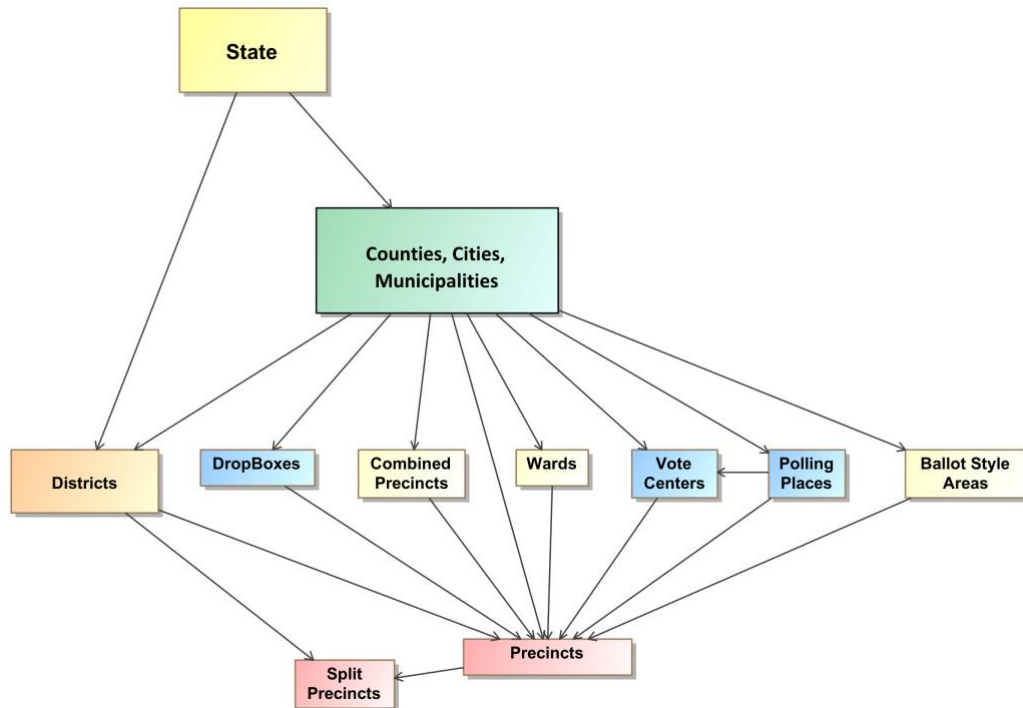 State
Counties, Cities,
Municipalities
Districts
DropBoxes
Combined
Precincts
Wards
Vote
Centers
Polling
Places
Ballot Style
Areas
Precincts
Split
Precincts